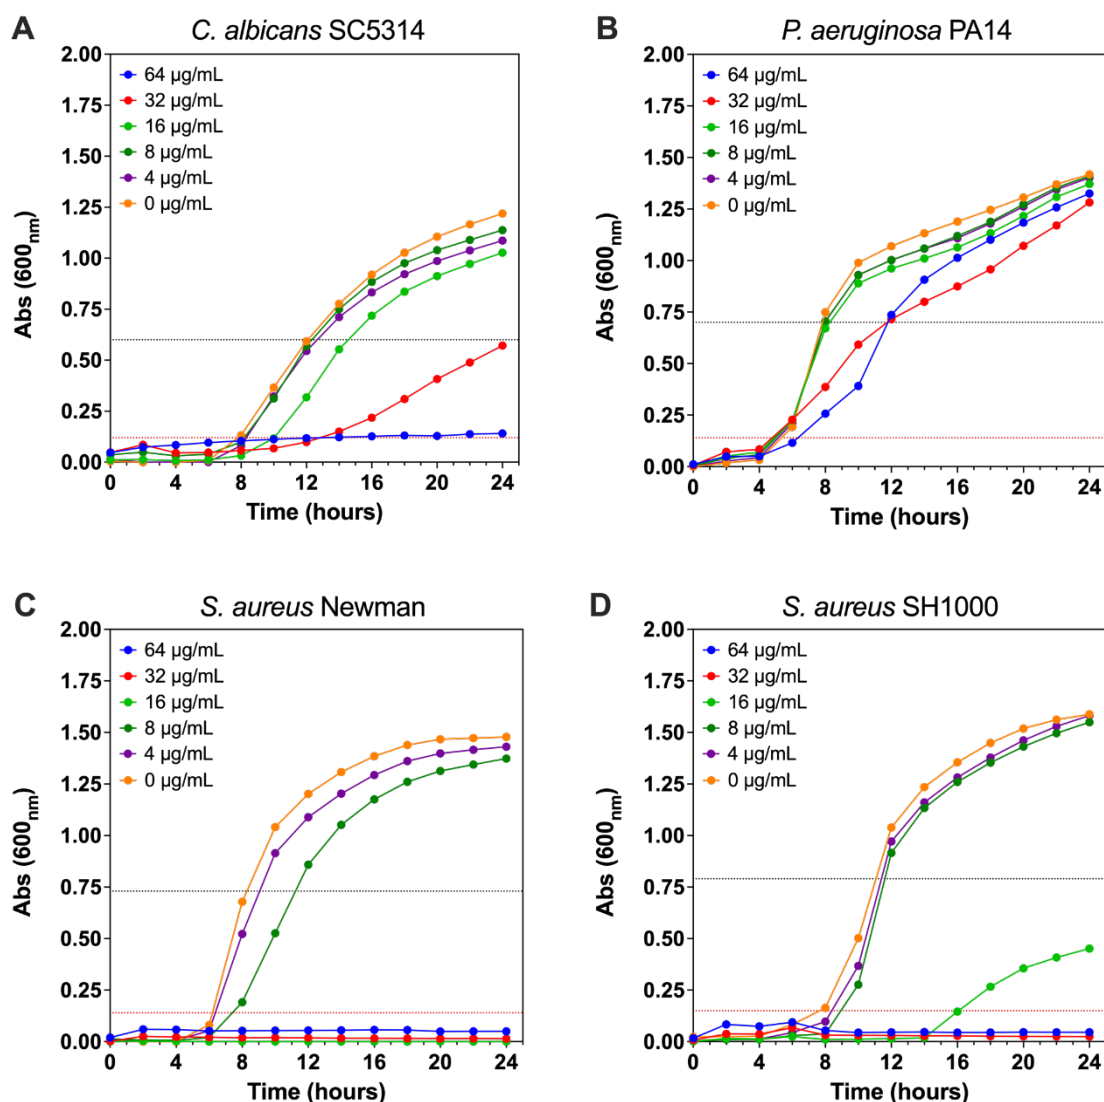 A
C. albicans SC5314
2.00
1.75
1.50
1.25
1.00
0.75
0.50
0.25
0.00
Abs (600nm)
64 µg/mL
32 µg/mL
16 µg/mL
8 µg/mL
4 µg/mL
0 µg/mL
0 4 8 12 16 20 24
Time (hours)
B
P. aeruginosa PA14
2.00
1.75
1.50
1.25
1.00
0.75
0.50
0.25
0.00
Abs (600nm)
64 µg/mL
32 µg/mL
16 µg/mL
8 µg/mL
4 µg/mL
0 µg/mL
0 4 8 12 16 20 24
Time (hours)
C
S. aureus Newman
2.00
1.75
1.50
1.25
1.00
0.75
0.50
0.25
0.00
Abs (600nm)
64 µg/mL
32 µg/mL
16 µg/mL
8 µg/mL
4 µg/mL
0 µg/mL
0 4 8 12 16 20 24
Time (hours)
D
S. aureus SH1000
2.00
1.75
1.50
1.25
1.00
0.75
0.50
0.25
0.00
Abs (600nm)
64 µg/mL
32 µg/mL
16 µg/mL
8 µg/mL
4 µg/mL
0 µg/mL
0 4 8 12 16 20 24
Time (hours)